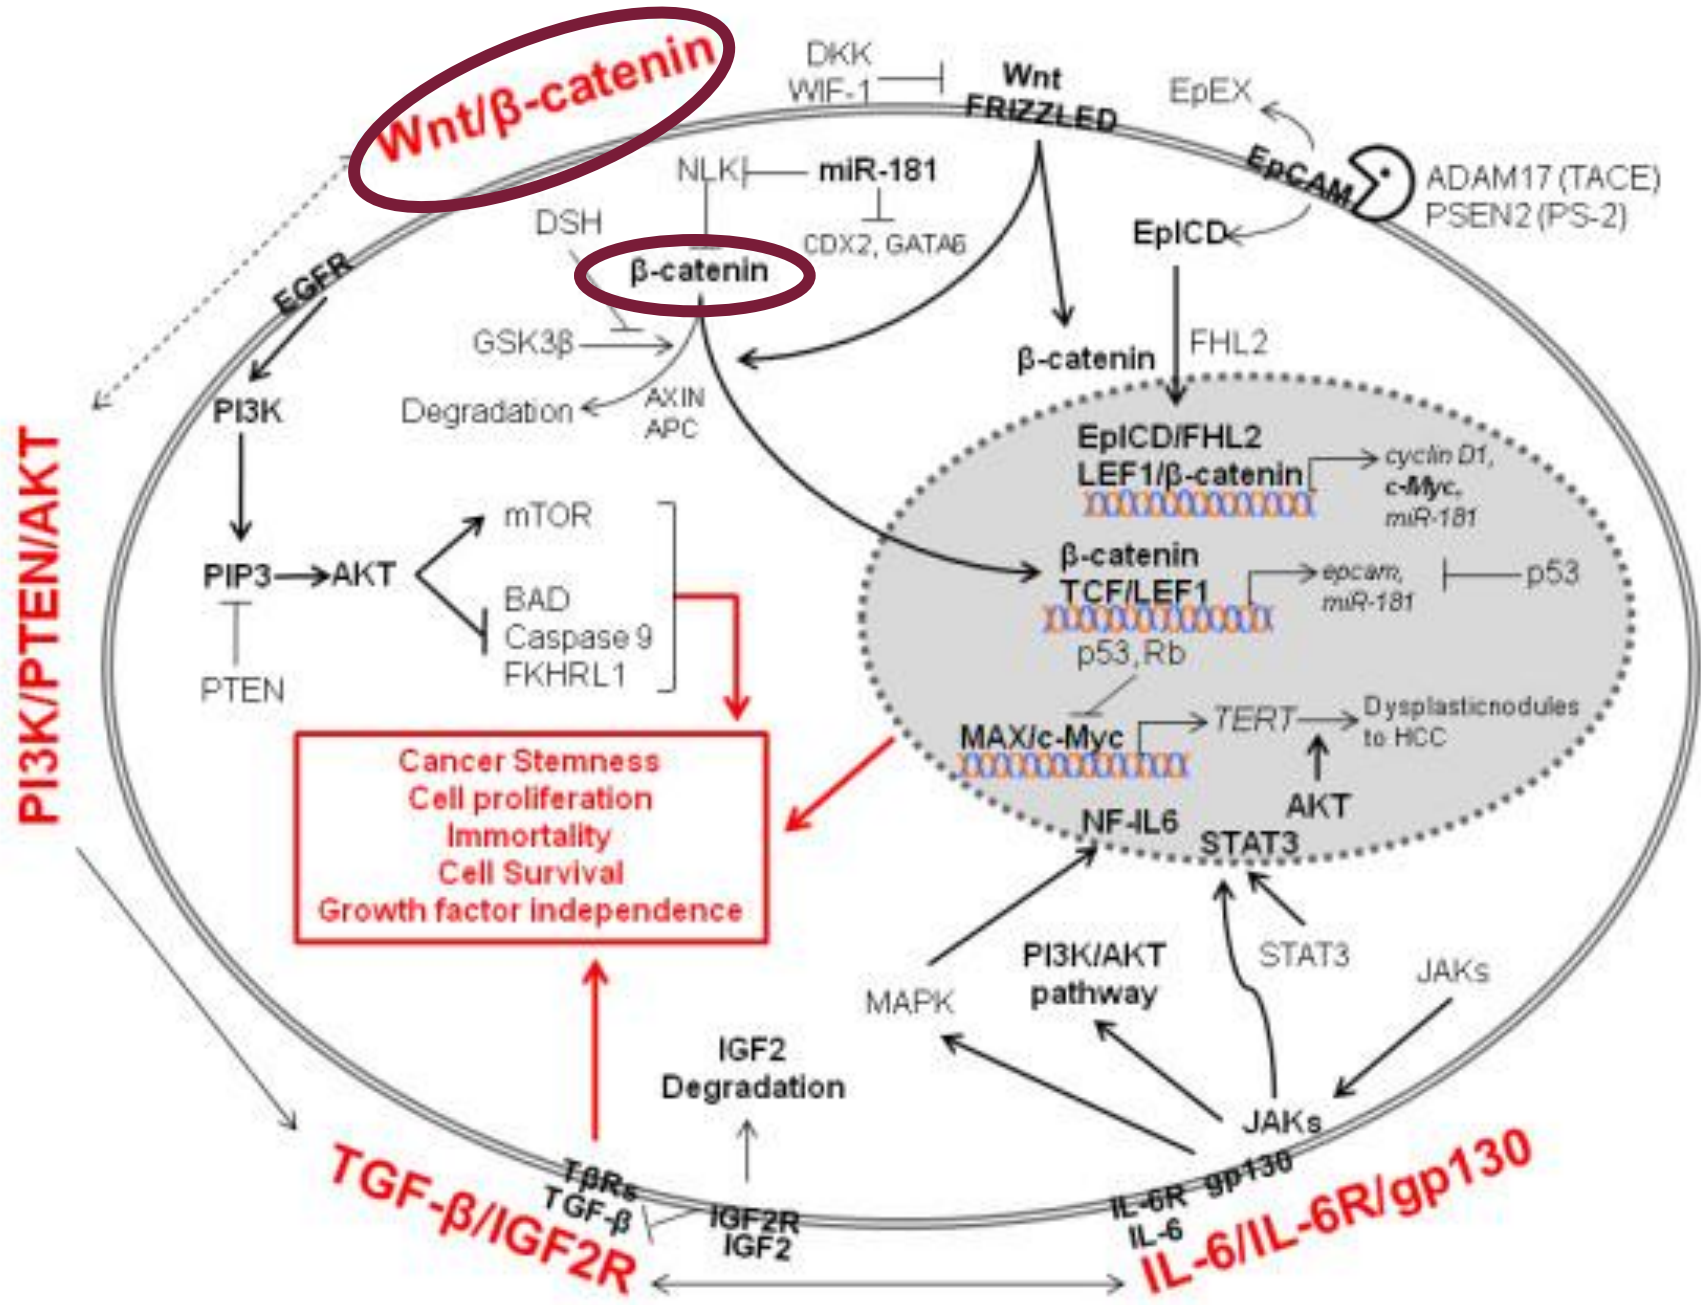 Wnt/β-catenin
DKK
WIF-1
Wnt
FRIZZLED
EpEX
EpCAM
ADAM17 (TACE)
PSEN2 (PS-2)
NLK
miR-181
DSH
CDX2, GATA6
EpICD
β-catenin
EGFR
GSK3β
β-catenin
FHL2
PI3K
Degradation
AXIN
APC
EpICD/FHL2
LEF1/β-catenin
cyclin D1,
c-Myc,
miR-181
PI3K/PTEN/AKT
mTOR
PIP3
AKT
BAD
Caspase 9
FKHRL1
PTEN
β-catenin
TCF/LEF1
epcam,
miR-181
p53
p53, Rb
MAX/c-Myc
TERT
Dysplasticnodules
to HCC
AKT
NF-IL6
STAT3
Cancer Stemness
Cell proliferation
Immortality
Cell Survival
Growth factor independence
MAPK
PI3K/AKT
pathway
STAT3
JAKs
IGF2
Degradation
JAKs
TβRs
TGF-β
IGF2R
IGF2
IL-6R gp130
IL-6
TGF-β/IGF2R
IL-6/IL-6R/gp130